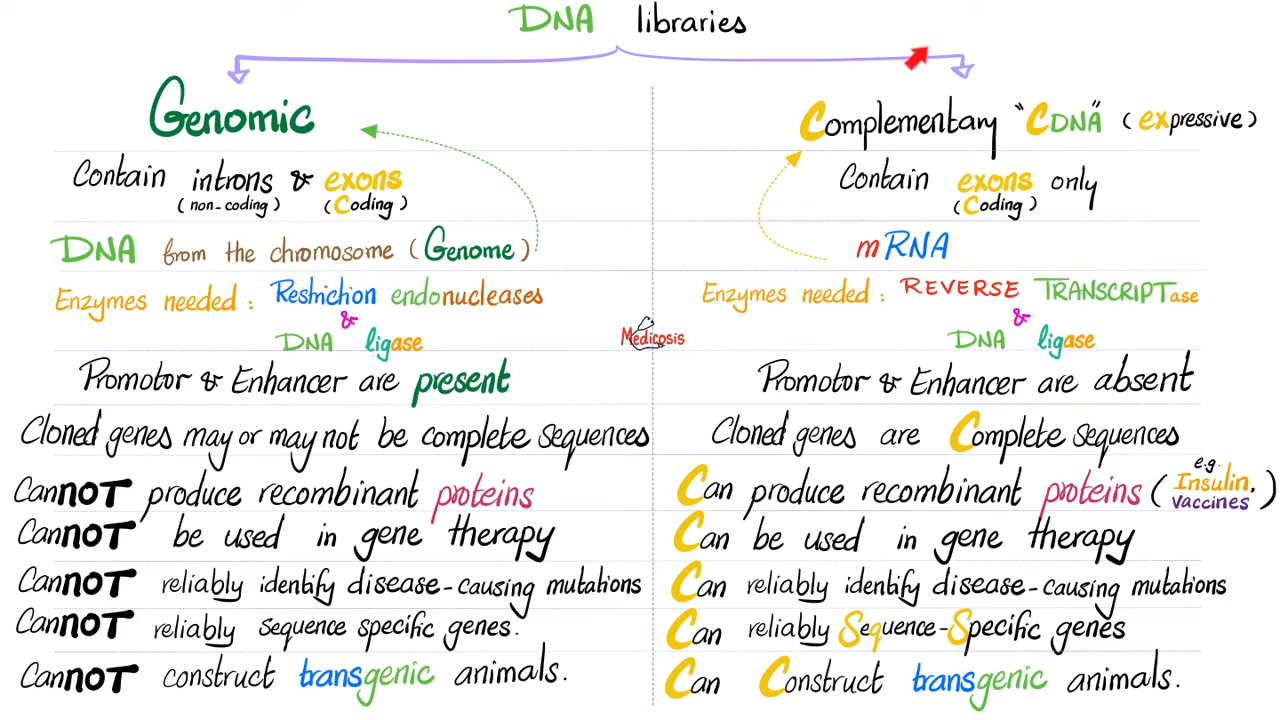 DNA libraries
Genomic
Contain introns & exons
(non-coding) (Coding)
DNA from the chromosome (Genome)
Enzymes needed: Restriction endonucleases
&
DNA ligase
Promotor & Enhancer are present
Cloned genes may or may not be complete sequences
CanNOT produce recombinant proteins
CanNOT be used in gene therapy
CanNOT reliably identify disease-causing mutations
CanNOT reliably sequence specific genes.
CanNOT construct transgenic animals.
Medicosis
Complementary "CDNA" (expressive)
Contain exons only
(Coding)
mRNA
Enzymes needed: REVERSE TRANSCRIPTase
&
DNA ligase
Promotor & Enhancer are absent
Cloned genes are Complete sequences
Can produce recombinant proteins (e.g. Insulin, vaccines)
Can be used in gene therapy
Can reliably identify disease-causing mutations
Can reliably Sequence-Specific genes
Can Construct transgenic animals.